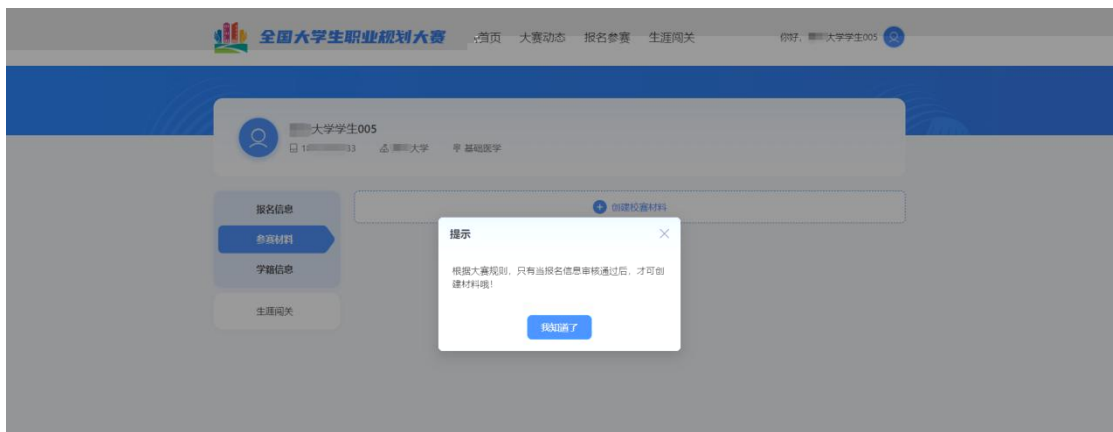 全国大学生职业规划大赛
首页 大赛动态 报名参赛 生涯闯关
你好, 大学学生005
大学学生005
1 33 大学 基础医学
报名信息
创建校赛材料
参赛材料
学籍信息
生涯闯关
提示
根据大赛规则, 只有当报名信息审核通过后, 才可创
建材料哦!
我知道了